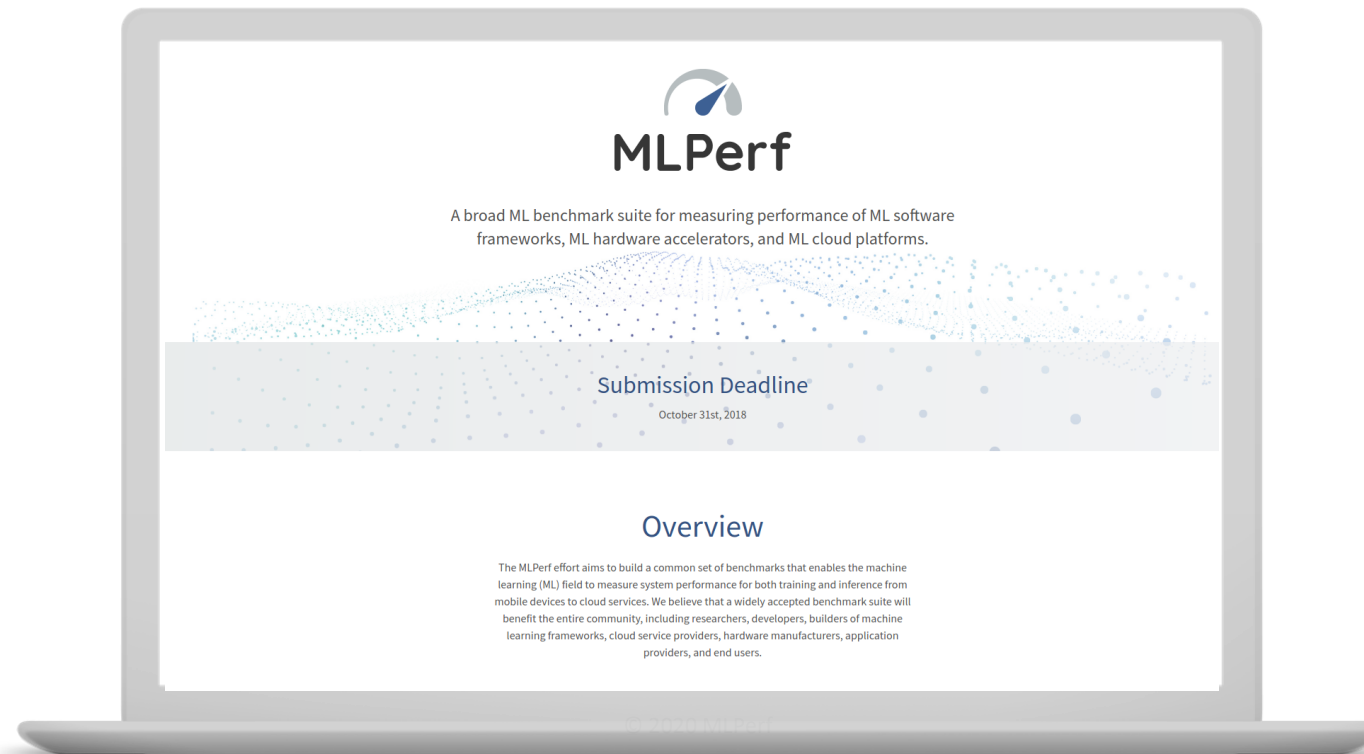 MLPerf
A broad ML benchmark suite for measuring performance of ML software
frameworks, ML hardware accelerators, and ML cloud platforms.
Submission Deadline
October 31st, 2018
Overview
The MLPerf effort aims to build a common set of benchmarks that enables the machine
learning (ML) field to measure system performance for both training and inference from
mobile devices to cloud services. We believe that a widely accepted benchmark suite will
benefit the entire community, including researchers, developers, builders of machine
learning frameworks, cloud service providers, hardware manufacturers, application
providers, and end users.
© 2020 MLPerf